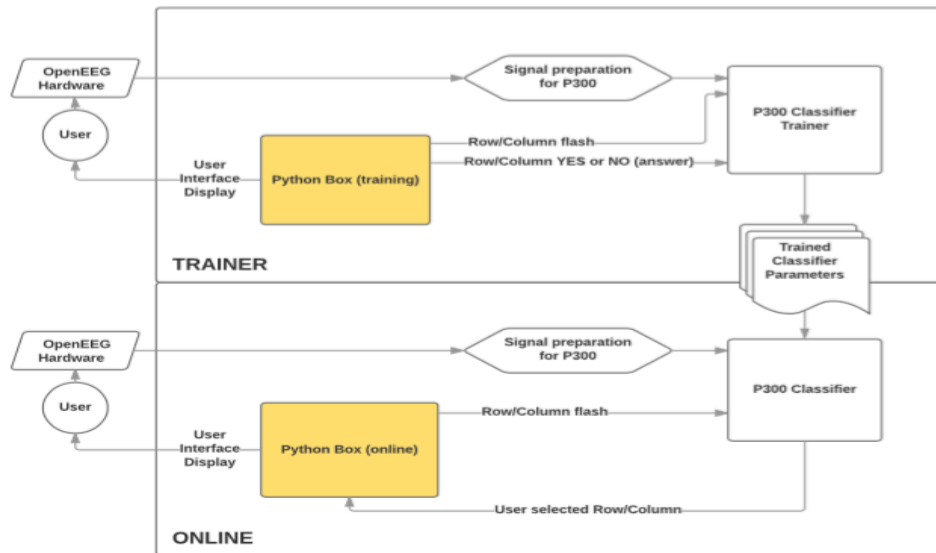 OpenEEG
Hardware
Signal preparation
for P300
P300 Classifier
Trainer
User
Row/Column flash
Row/Column YES or NO (answer)
User
Interface
Display
Python Box (training)
TRAINER
Trained
Classifier
Parameters
OpenEEG
Hardware
Signal preparation
for P300
P300 Classifier
User
Row/Column flash
User
Interface
Display
Python Box (online)
User selected Row/Column
ONLINE